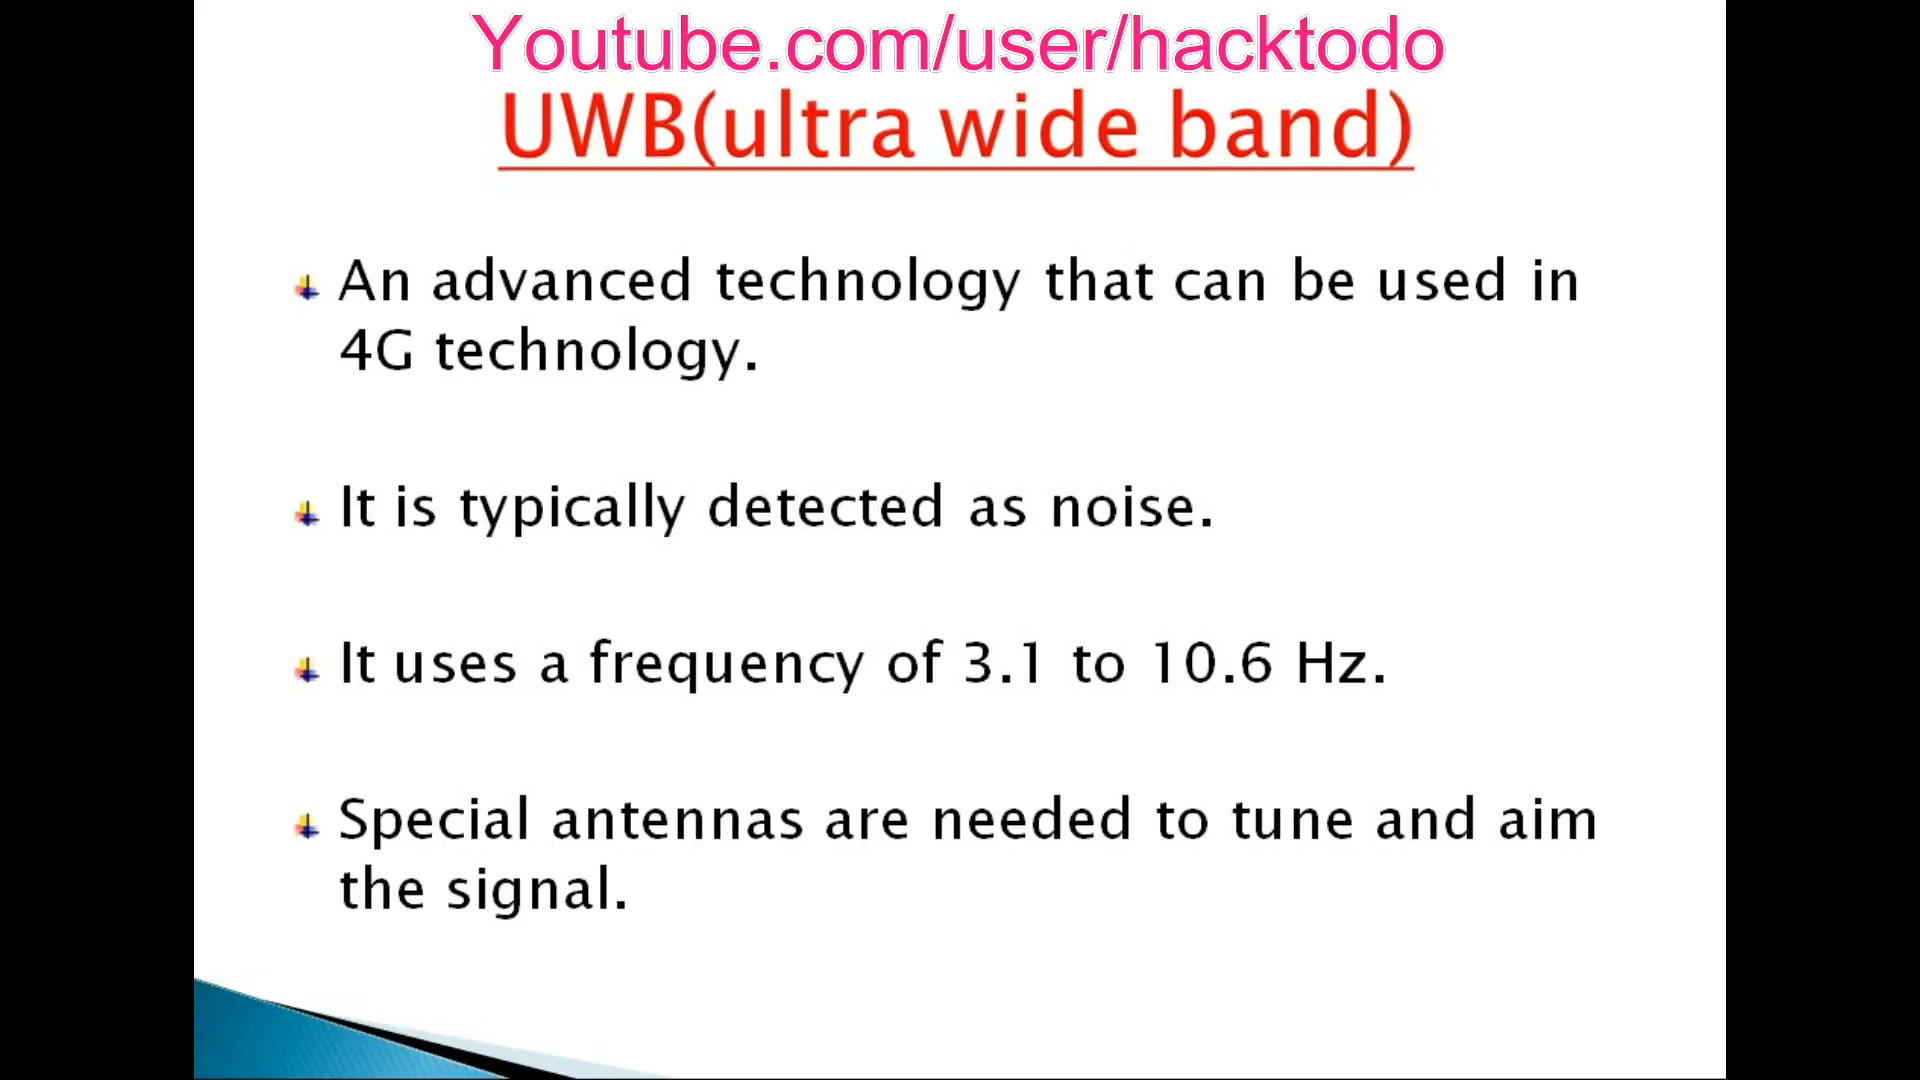 Youtube.com/user/hacktodo
UWB(ultra wide band)
An advanced technology that can be used in
4G technology.
It is typically detected as noise.
It uses a frequency of 3.1 to 10.6 Hz.
Special antennas are needed to tune and aim
the signal.